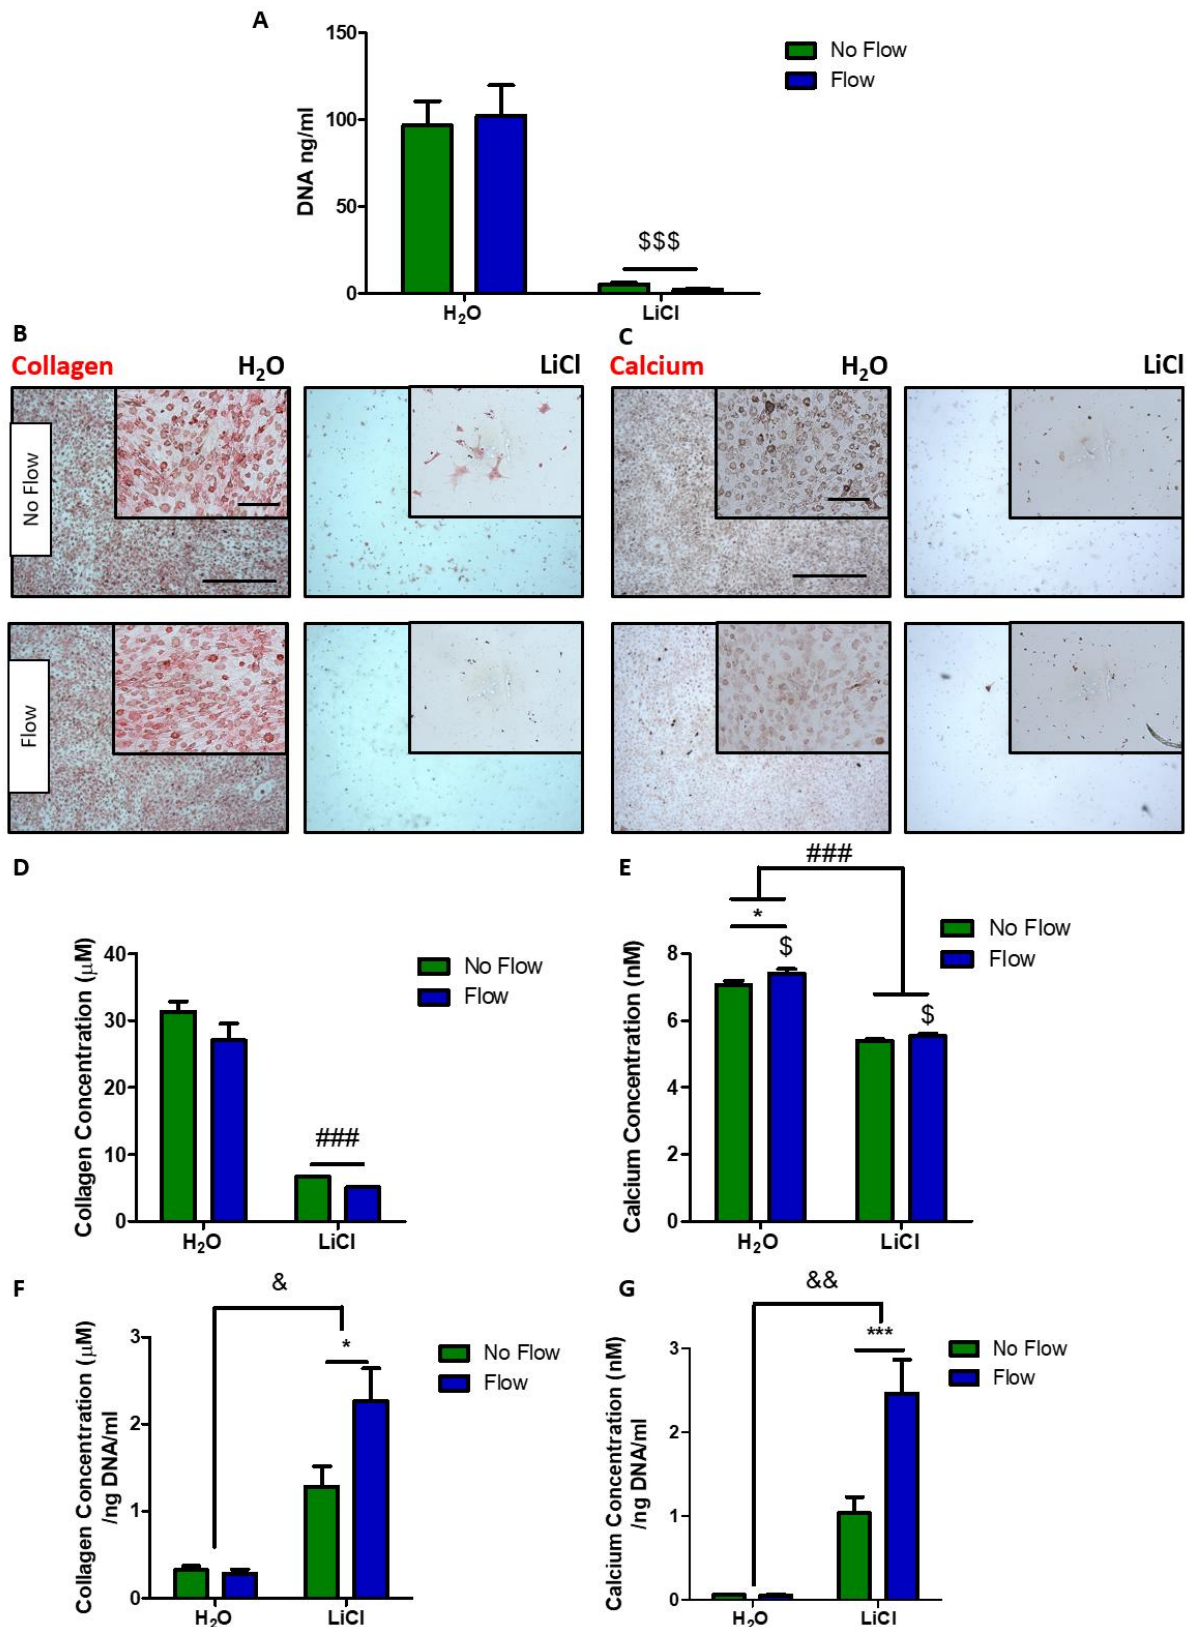 A
150
100
50
0
DNA ng/ml
$$$
H₂O
LiCl
No Flow
Flow
B
Collagen
H₂O
LiCl
No Flow
Flow
C
Calcium
H₂O
LiCl
D
40
30
20
10
0
Collagen Concentration (µM)
###
H₂O
LiCl
No Flow
Flow
E
###
*
$
$
8
6
4
2
0
Calcium Concentration (nM)
H₂O
LiCl
No Flow
Flow
F
&
*
3
2
1
0
Collagen Concentration (µM)
/ng DNA/ml
H₂O
LiCl
No Flow
Flow
G
&&
***
3
2
1
0
Calcium Concentration (nM)
/ng DNA/ml
H₂O
LiCl
No Flow
Flow